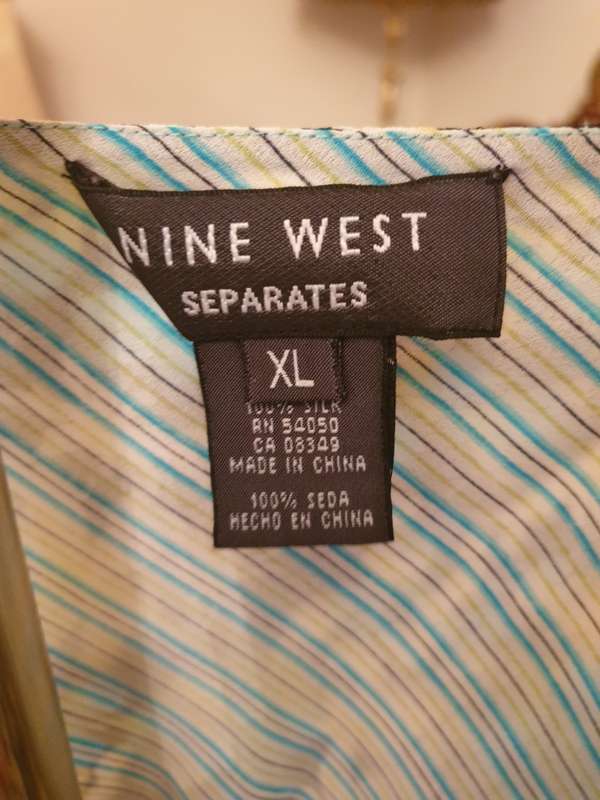 NINE WEST
SEPARATES
XL
100% SILK
RN 54050
CA 08349
MADE IN CHINA
100% SEDA
HECHO EN CHINA